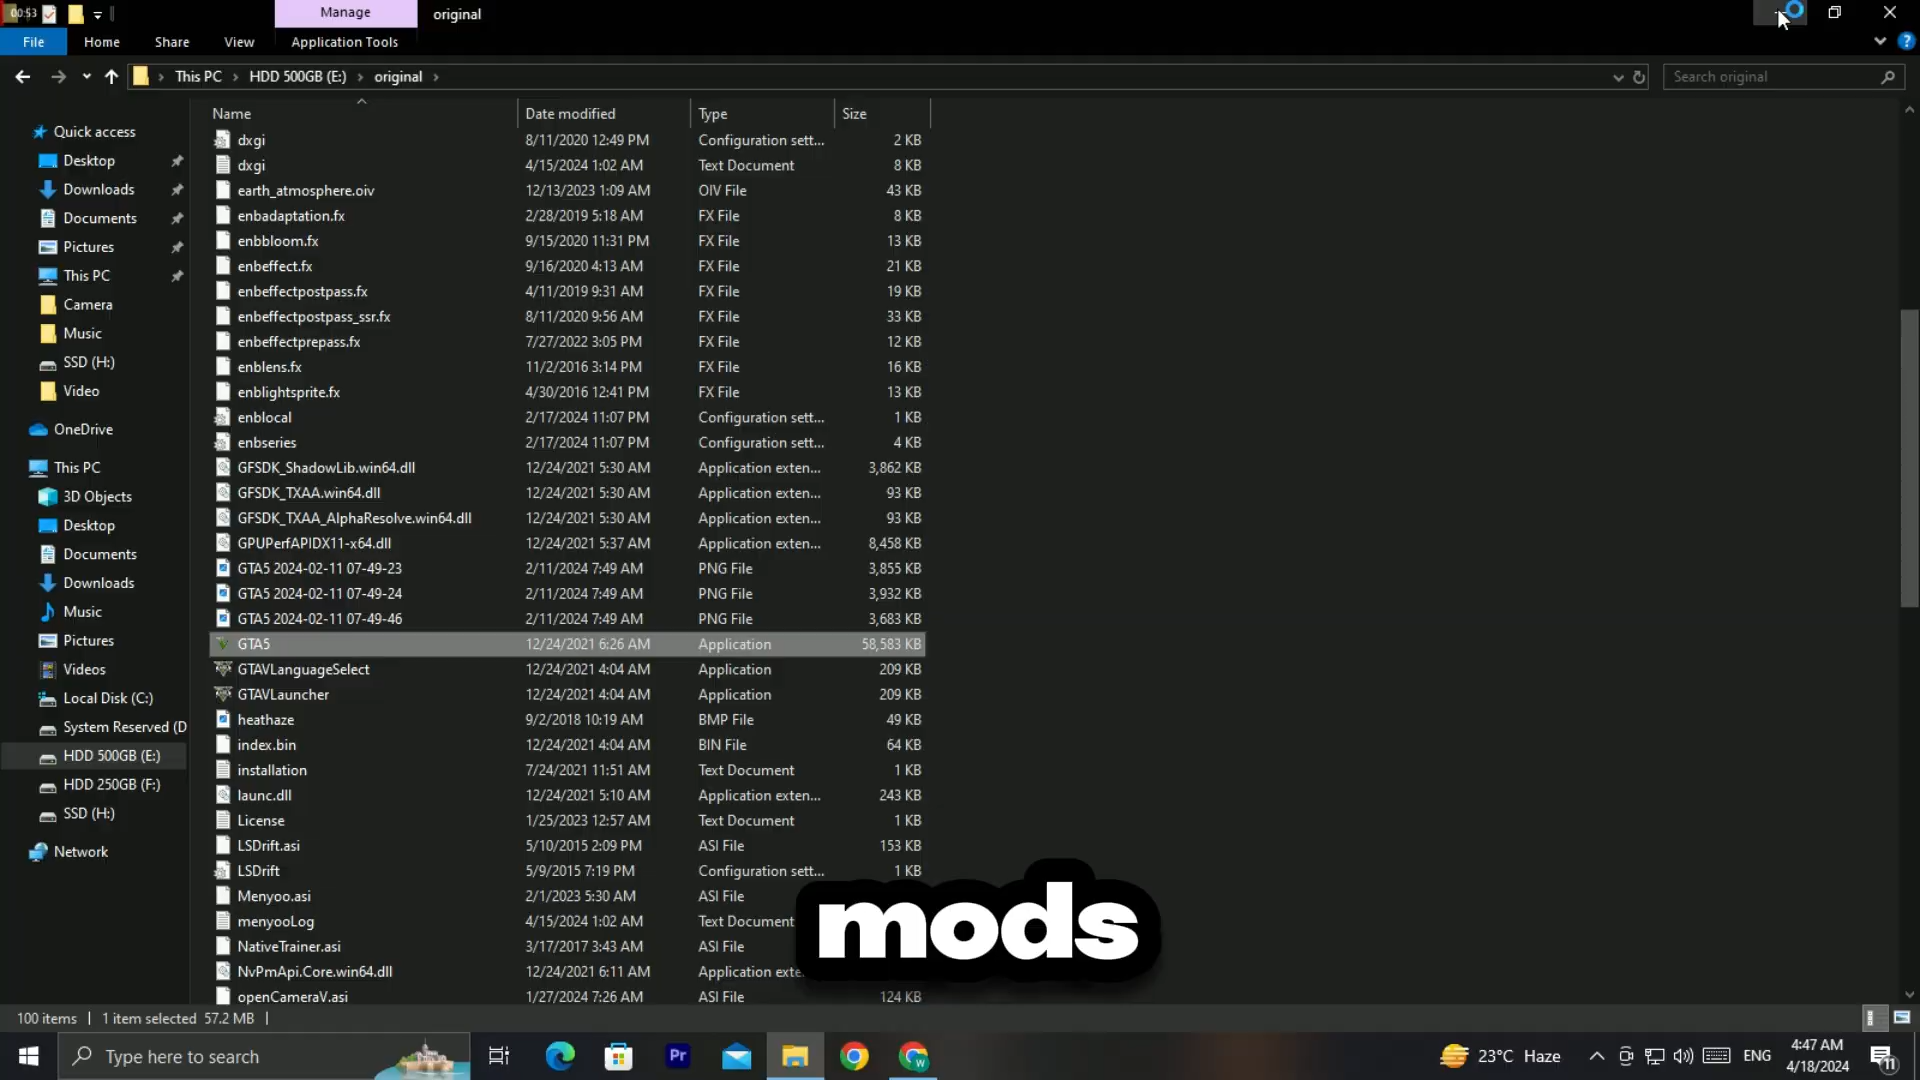 00:53
Manage
original
File
Home
Share
View
Application Tools
This PC
HDD 500GB (E:)
original
Search original
Name
Date modified
Type
Size
Quick access
Desktop
Downloads
Documents
Pictures
This PC
Camera
Music
SSD (H:)
Video
OneDrive
This PC
3D Objects
Desktop
Documents
Downloads
Music
Pictures
Videos
Local Disk (C:)
System Reserved (D
HDD 500GB (E:)
HDD 250GB (F:)
SSD (H:)
Network
dxgi 8/11/2020 12:49 PM Configuration sett... 2 KB
dxgi 4/15/2024 1:02 AM Text Document 8 KB
earth_atmosphere.oiv 12/13/2023 1:09 AM OIV File 43 KB
enbadaptation.fx 2/28/2019 5:18 AM FX File 8 KB
enbbloom.fx 9/15/2020 11:31 PM FX File 13 KB
enbeffect.fx 9/16/2020 4:13 AM FX File 21 KB
enbeffectpostpass.fx 4/11/2019 9:31 AM FX File 19 KB
enbeffectpostpass_ssr.fx 8/11/2020 9:56 AM FX File 33 KB
enbeffectprepass.fx 7/27/2022 3:05 PM FX File 12 KB
enblens.fx 11/2/2016 3:14 PM FX File 16 KB
enblightsprite.fx 4/30/2016 12:41 PM FX File 13 KB
enblocal 2/17/2024 11:07 PM Configuration sett... 1 KB
enbseries 2/17/2024 11:07 PM Configuration sett... 4 KB
GFSDK_ShadowLib.win64.dll 12/24/2021 5:30 AM Application exten... 3,862 KB
GFSDK_TXAA.win64.dll 12/24/2021 5:30 AM Application exten... 93 KB
GFSDK_TXAA_AlphaResolve.win64.dll 12/24/2021 5:30 AM Application exten... 93 KB
GPUPerfAPIDX11-x64.dll 12/24/2021 5:37 AM Application exten... 8,458 KB
GTA5 2024-02-11 07-49-23 2/11/2024 7:49 AM PNG File 3,855 KB
GTA5 2024-02-11 07-49-24 2/11/2024 7:49 AM PNG File 3,932 KB
GTA5 2024-02-11 07-49-46 2/11/2024 7:49 AM PNG File 3,683 KB
GTA5 12/24/2021 6:26 AM Application 58,583 KB
GTAVLanguageSelect 12/24/2021 4:04 AM Application 209 KB
GTAVLauncher 12/24/2021 4:04 AM Application 209 KB
heathaze 9/2/2018 10:19 AM BMP File 49 KB
index.bin 12/24/2021 4:04 AM BIN File 64 KB
installation 7/24/2021 11:51 AM Text Document 1 KB
launc.dll 12/24/2021 5:10 AM Application exten... 243 KB
License 1/25/2023 12:57 AM Text Document 1 KB
LSDrift.asi 5/10/2015 2:09 PM ASI File 153 KB
LSDrift 5/9/2015 7:19 PM Configuration sett... 1 KB
Menyoo.asi 2/1/2023 5:30 AM ASI File
menyooLog 4/15/2024 1:02 AM Text Document
NativeTrainer.asi 3/17/2017 3:43 AM ASI File
NvPmApi.Core.win64.dll 12/24/2021 6:11 AM Application exte
openCameraV.asi 1/27/2024 7:26 AM ASI File 124 KB
mods
100 items
1 item selected 57.2 MB
Type here to search
Pr
W
23°C Haze
ENG
4:47 AM
4/18/2024
11